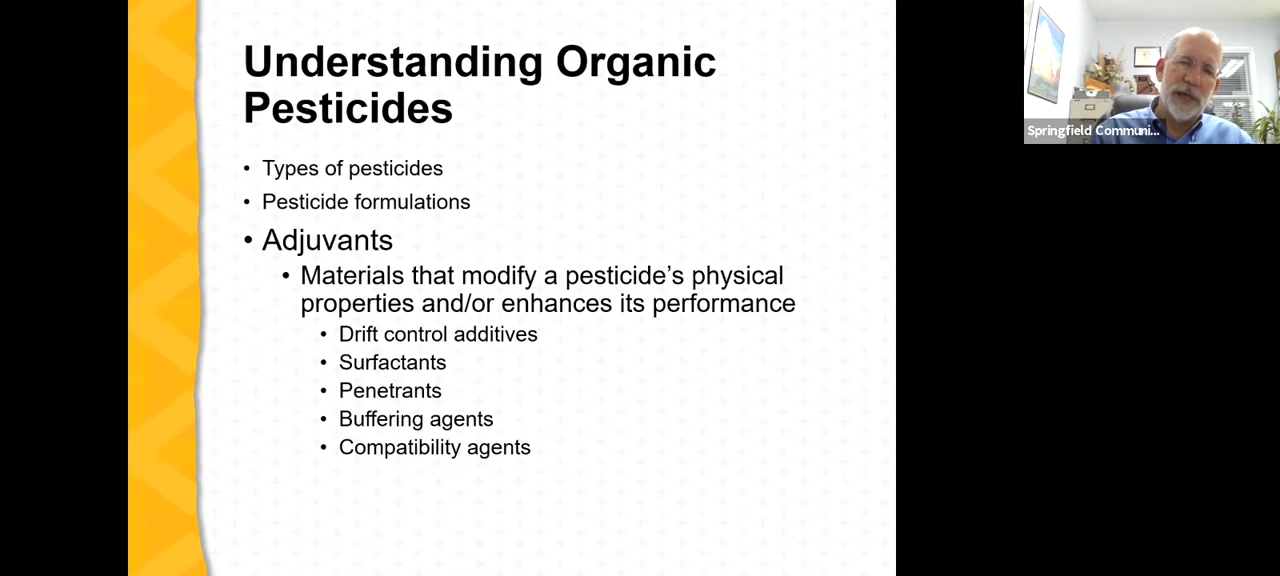 Understanding Organic
Pesticides
• Types of pesticides
• Pesticide formulations
• Adjuvants
• Materials that modify a pesticide’s physical
properties and/or enhances its performance
• Drift control additives
• Surfactants
• Penetrants
• Buffering agents
• Compatibility agents
Springfield Communi...